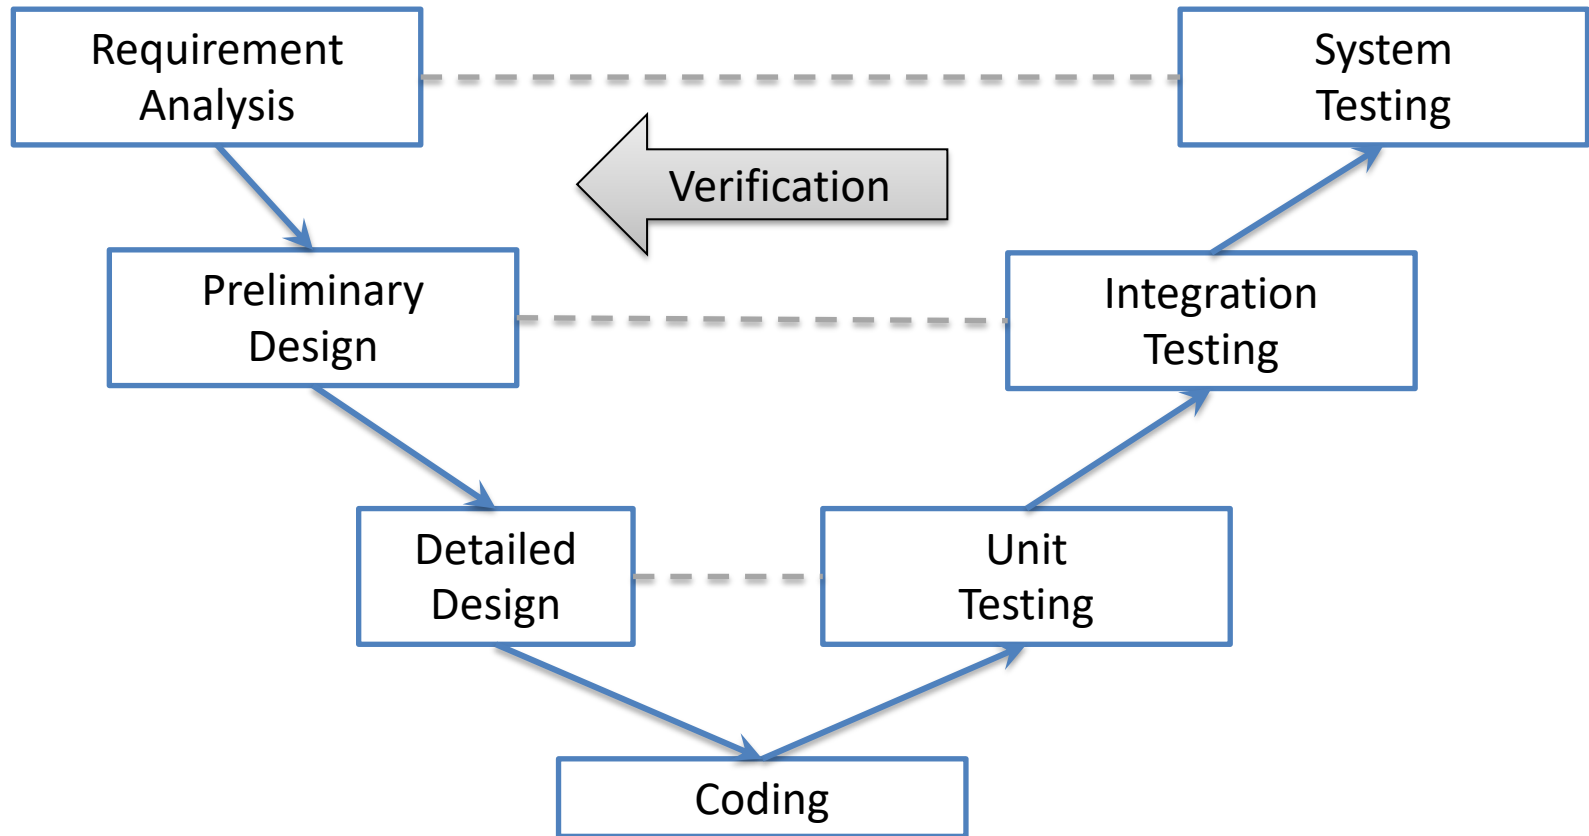 Requirement
Analysis
System
Testing
Verification
Preliminary
Design
Integration
Testing
Detailed
Design
Unit
Testing
Coding